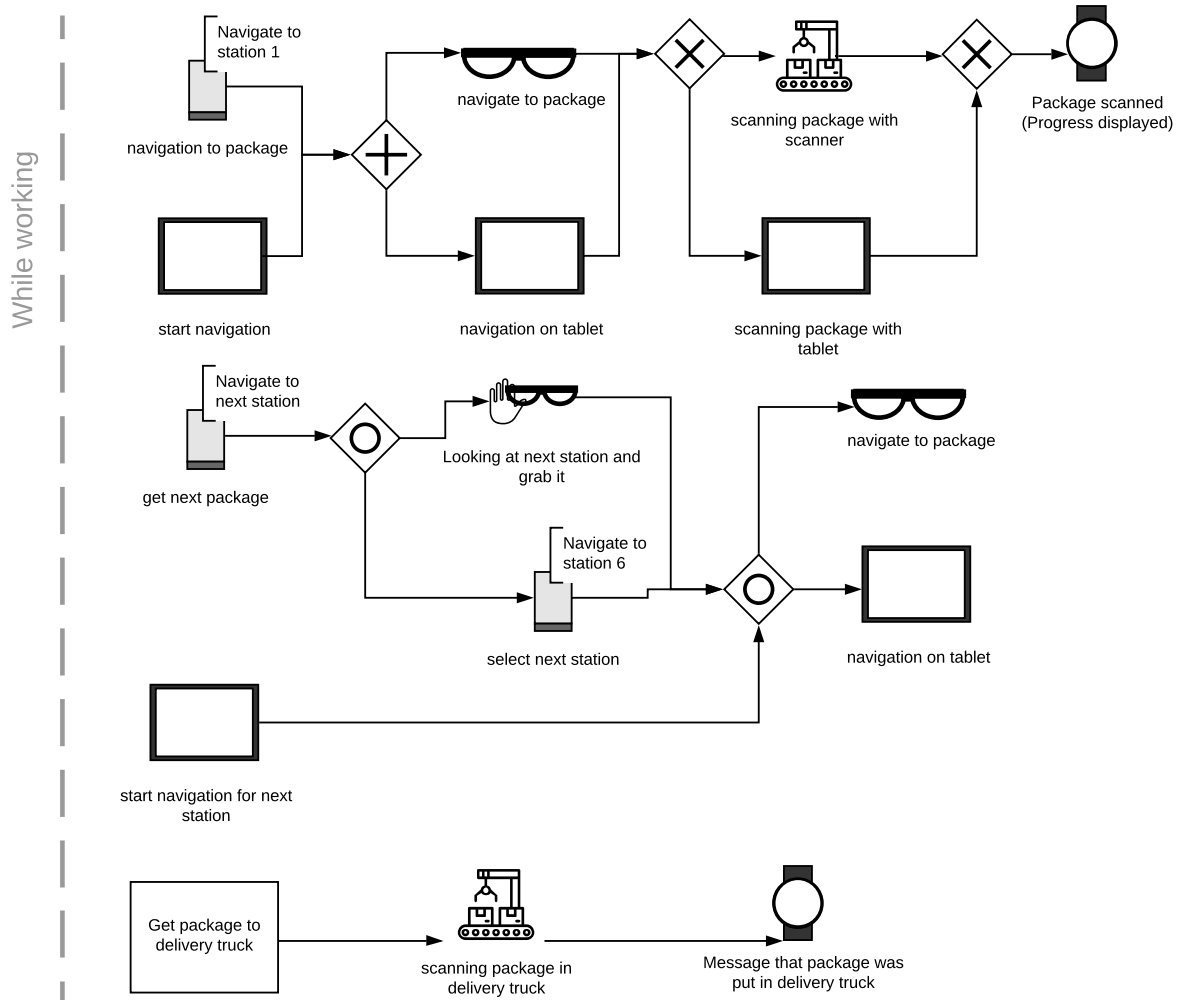 While working
Navigate to
station 1
navigation to package
navigate to package
scanning package with
scanner
Package scanned
(Progress displayed)
start navigation
navigation on tablet
scanning package with
tablet
Navigate to
next station
get next package
Looking at next station and
grab it
navigate to package
Navigate to
station 6
select next station
navigation on tablet
start navigation for next
station
Get package to
delivery truck
scanning package in
delivery truck
Message that package was
put in delivery truck